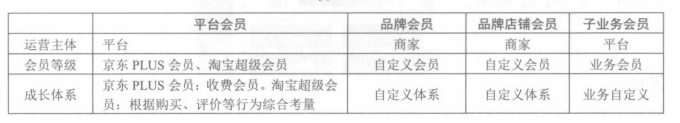 平台会员 品牌会员 品牌店铺会员 子业务会员
运营主体 平台 商家 商家 平台
会员等级 京东 PLUS 会员、淘宝超级会员 自定义会员 自定义会员 业务会员
成长体系 京东 PLUS 会员：收费会员。淘宝超级会 自定义体系 自定义体系 业务自定义
员：根据购买、评价等行为综合考量